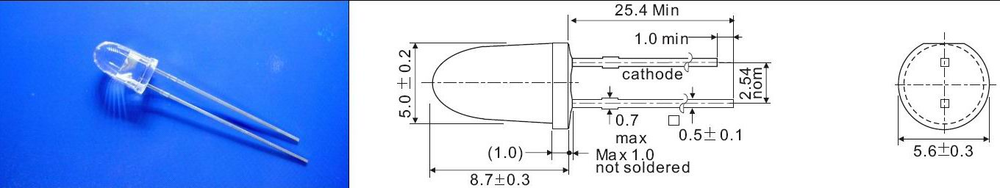 25.4 Min
1.0 min
5.0 ± 0.2
cathode
2.54
nom
0.7
max
0.5±0.1
(1.0)
Max 1.0
not soldered
8.7±0.3
5.6±0.3